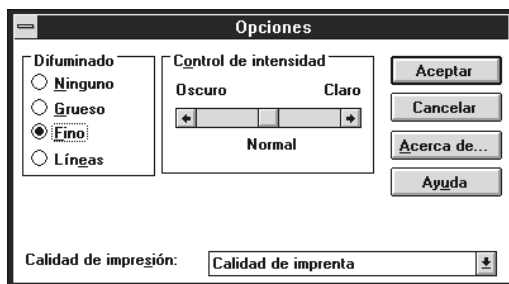 Opciones
Difuminado
Ninguno
Grueso
Fino
Líneas
Control de intensidad
Oscuro Claro
Normal
Aceptar
Cancelar
Acerca de...
Ayuda
Calidad de impresión: Calidad de imprenta